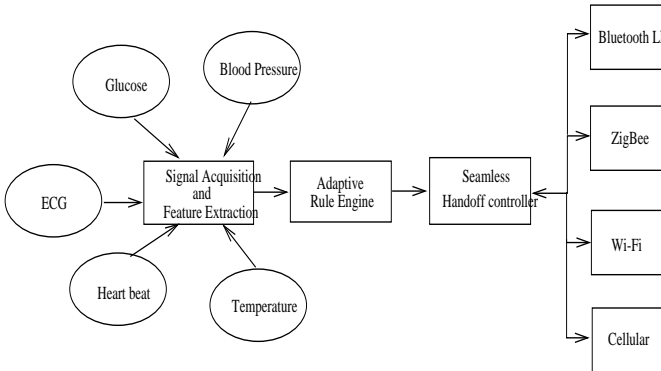 Glucose
Blood Pressure
ECG
Heart beat
Temperature
Signal Acquisition
and
Feature Extraction
Adaptive
Rule Engine
Seamless
Handoff controller
Bluetooth
ZigBee
Wi-Fi
Cellular